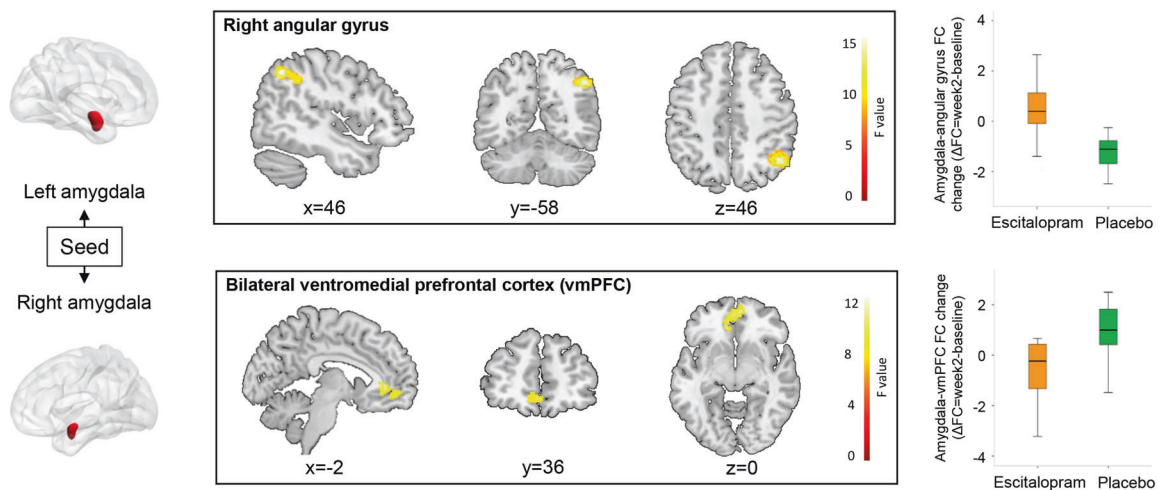 Left amygdala
Seed
Right amygdala
Right angular gyrus
x=46
y=-58
z=46
15
10
5
0
F value
Amygdala-angular gyrus FC
change (ΔFC=week2-baseline)
4
2
0
-2
Escitalopram
Placebo
Bilateral ventromedial prefrontal cortex (vmPFC)
x=-2
y=36
z=0
12
8
4
0
F value
Amygdala-vmPFC FC change
(ΔFC=week2-baseline)
2
0
-2
-4
Escitalopram
Placebo